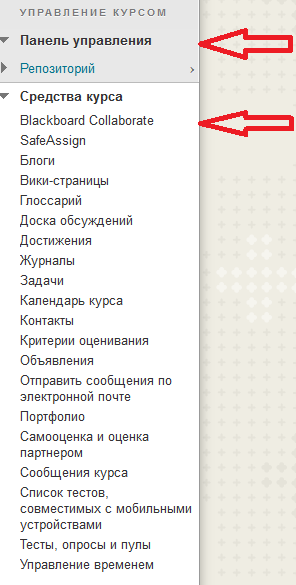 УПРАВЛЕНИЕ КУРСОМ
Панель управления
Репозиторий
Средства курса
Blackboard Collaborate
SafeAssign
Блоги
Вики-страницы
Глоссарий
Доска обсуждений
Достижения
Журналы
Задачи
Календарь курса
Контакты
Критерии оценивания
Объявления
Отправить сообщения по
электронной почте
Портфолио
Самооценка и оценка
партнером
Сообщения курса
Список тестов,
совместимых с мобильными
устройствами
Тесты, опросы и пулы
Управление временем